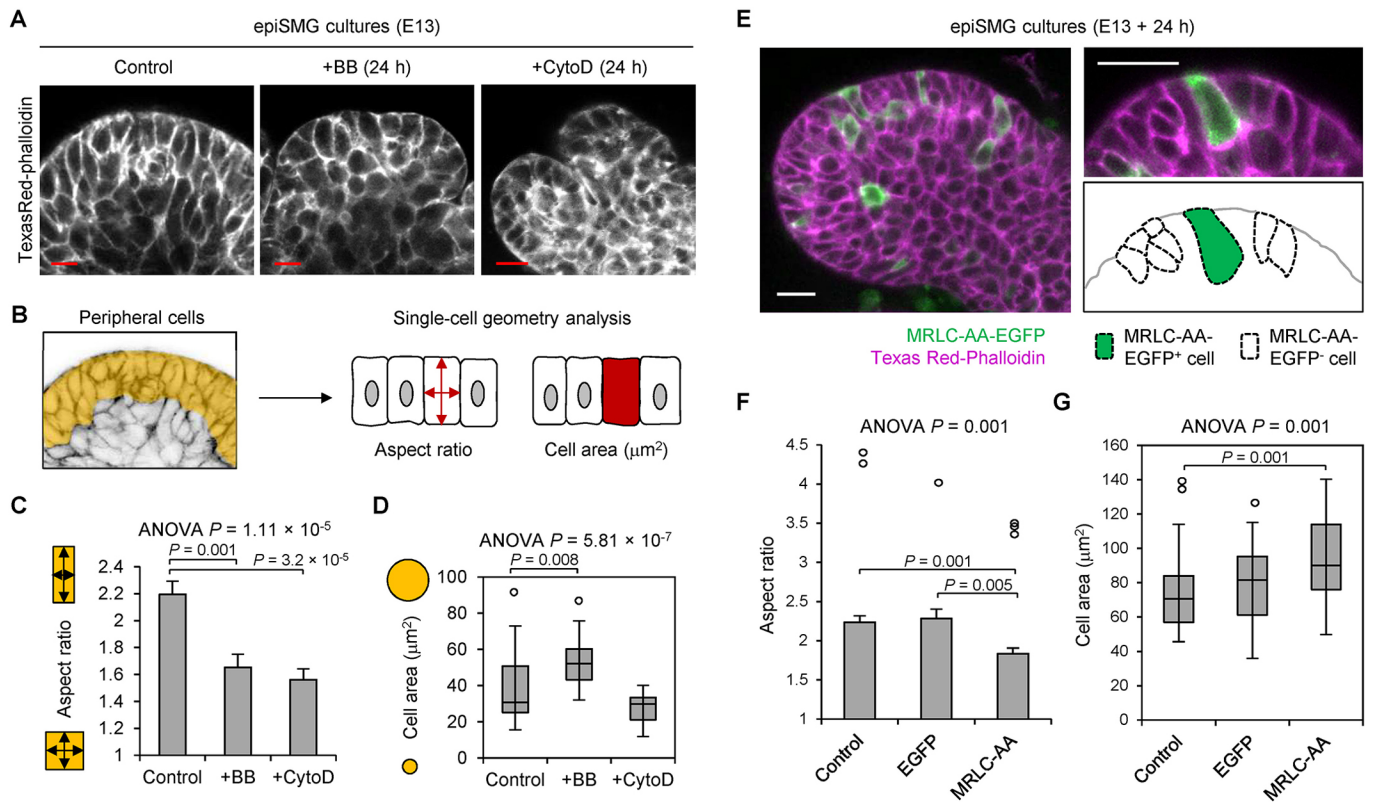 A
epiSMG cultures (E13)
Control
+BB (24 h)
+CytoD (24 h)
TexasRed-phalloidin
B
Peripheral cells
Single-cell geometry analysis
Aspect ratio
Cell area (μm²)
C
ANOVA P = 1.11 × 10⁻⁵
P = 0.001
P = 3.2 × 10⁻⁵
Aspect ratio
2.4
2.2
2
1.8
1.6
1.4
1.2
1
Control
+BB
+CytoD
D
ANOVA P = 5.81 × 10⁻⁷
P = 0.008
Cell area (μm²)
100
80
60
40
20
0
Control
+BB
+CytoD
E
epiSMG cultures (E13 + 24 h)
MRLC-AA-EGFP
Texas Red-Phalloidin
MRLC-AA-
EGFP⁺ cell
MRLC-AA-
EGFP⁻ cell
F
ANOVA P = 0.001
P = 0.001
P = 0.005
Aspect ratio
4.5
4
3.5
3
2.5
2
1.5
1
Control
EGFP
MRLC-AA
G
ANOVA P = 0.001
P = 0.001
Cell area (μm²)
160
140
120
100
80
60
40
20
0
Control
EGFP
MRLC-AA